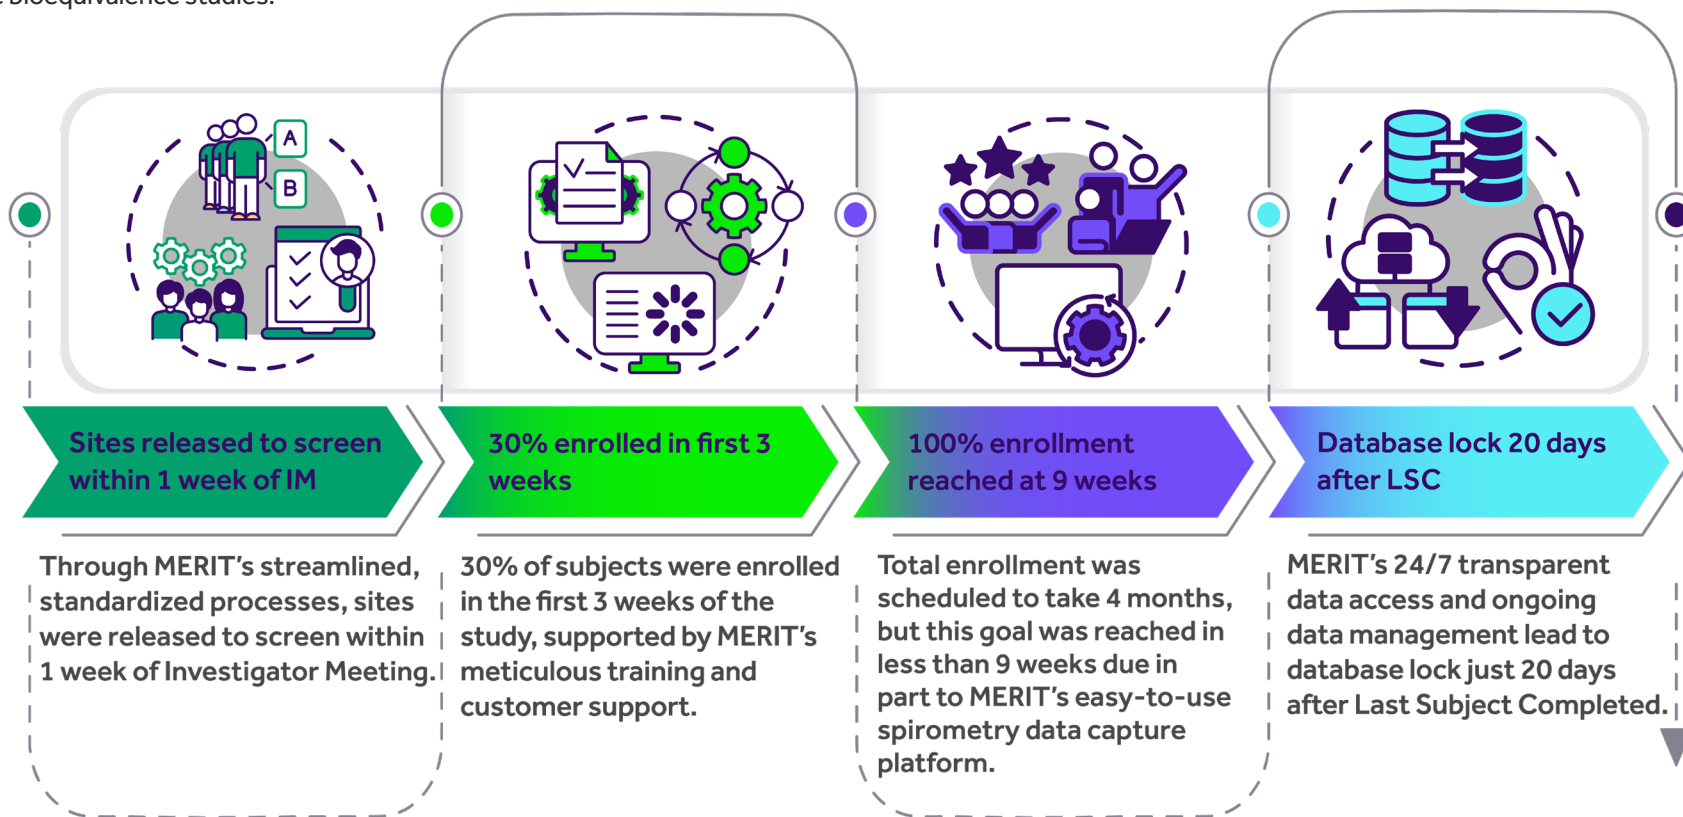 bioequivalence studies.
A
B
Sites released to screen
within 1 week of IM
30% enrolled in first 3
weeks
100% enrollment
reached at 9 weeks
Database lock 20 days
after LSC
Through MERIT’s streamlined,
standardized processes, sites
were released to screen within
1 week of Investigator Meeting.
30% of subjects were enrolled
in the first 3 weeks of the
study, supported by MERIT’s
meticulous training and
customer support.
Total enrollment was
scheduled to take 4 months,
but this goal was reached in
less than 9 weeks due in
part to MERIT’s easy-to-use
spirometry data capture
platform.
MERIT’s 24/7 transparent
data access and ongoing
data management lead to
database lock just 20 days
after Last Subject Completed.